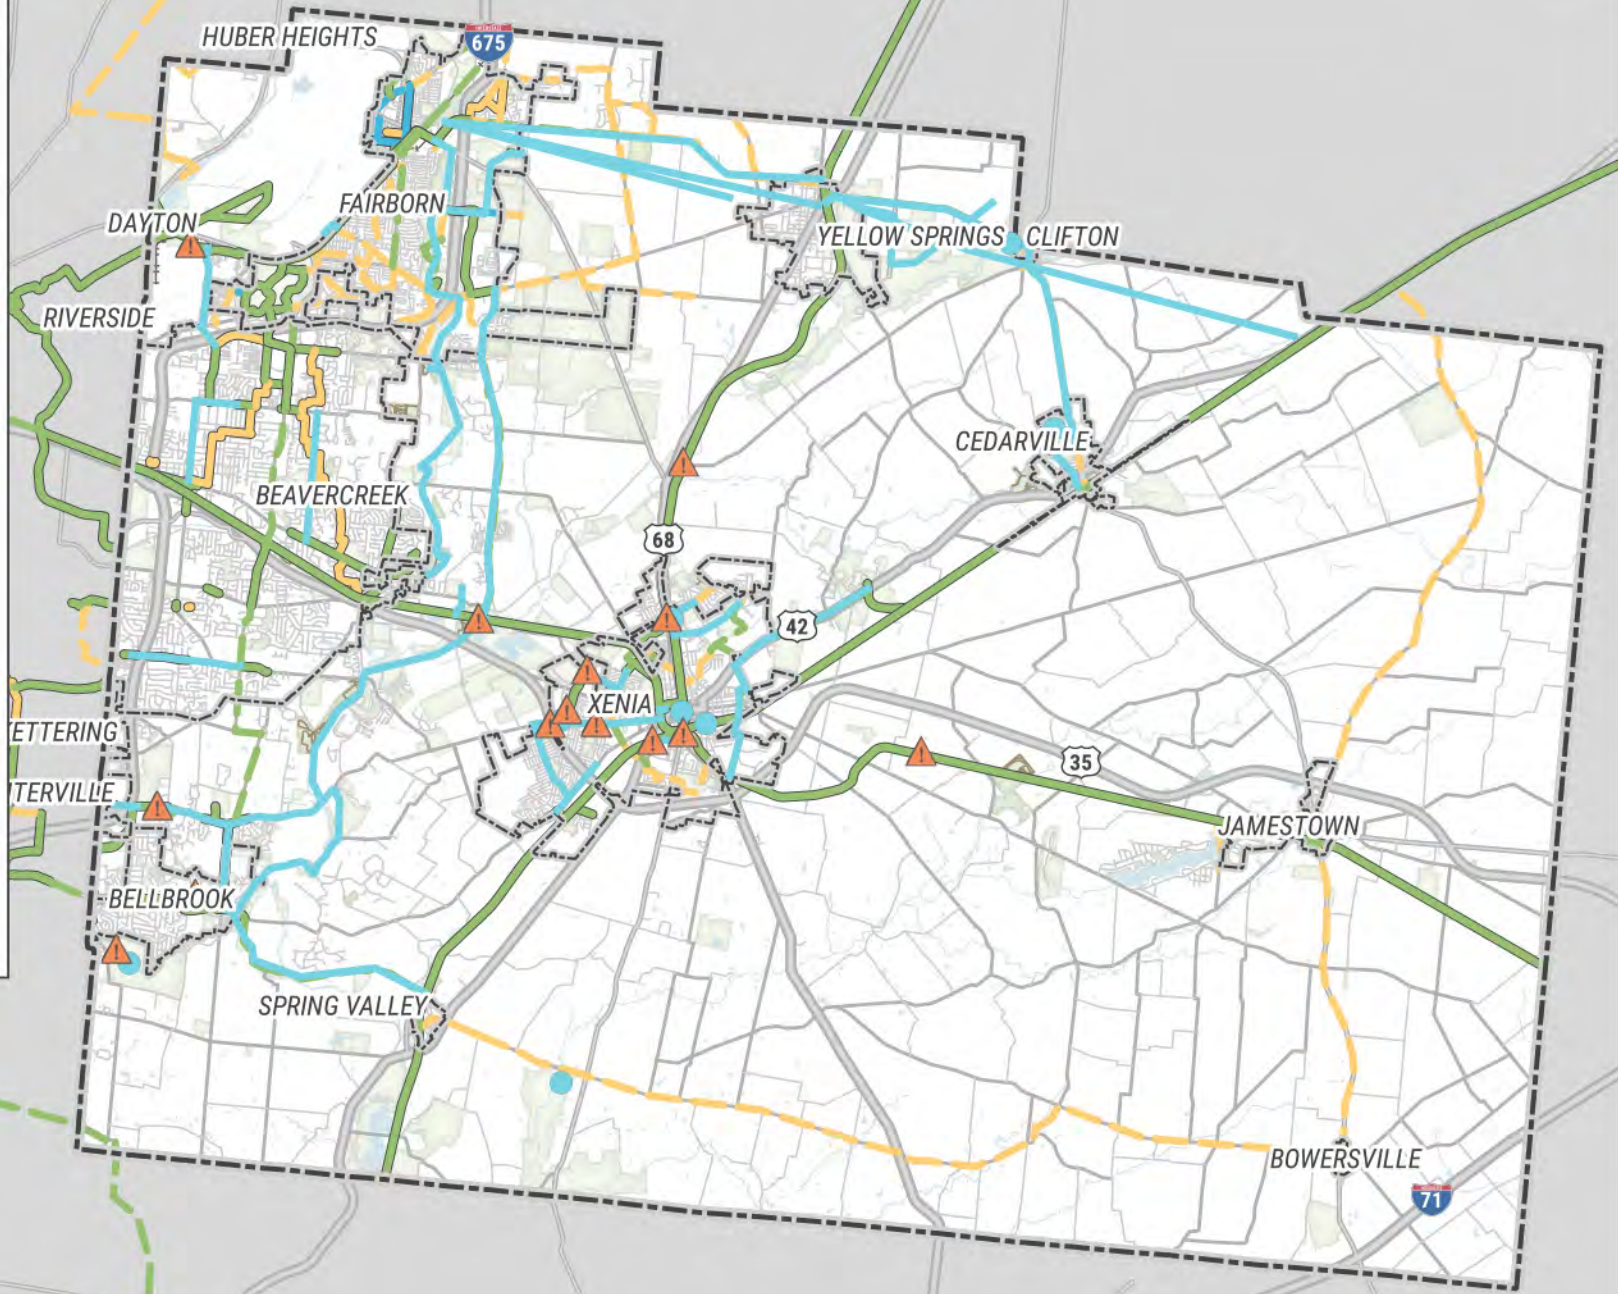 HUBER HEIGHTS
675
FAIRBORN
DAYTON
YELLOW SPRINGS
CLIFTON
RIVERSIDE
CEDARVILLE
BEAVERCREEK
68
42
XENIA
ETTERING
35
TERVILLE
JAMESTOWN
BELLBROOK
SPRING VALLEY
BOWERSVILLE
71